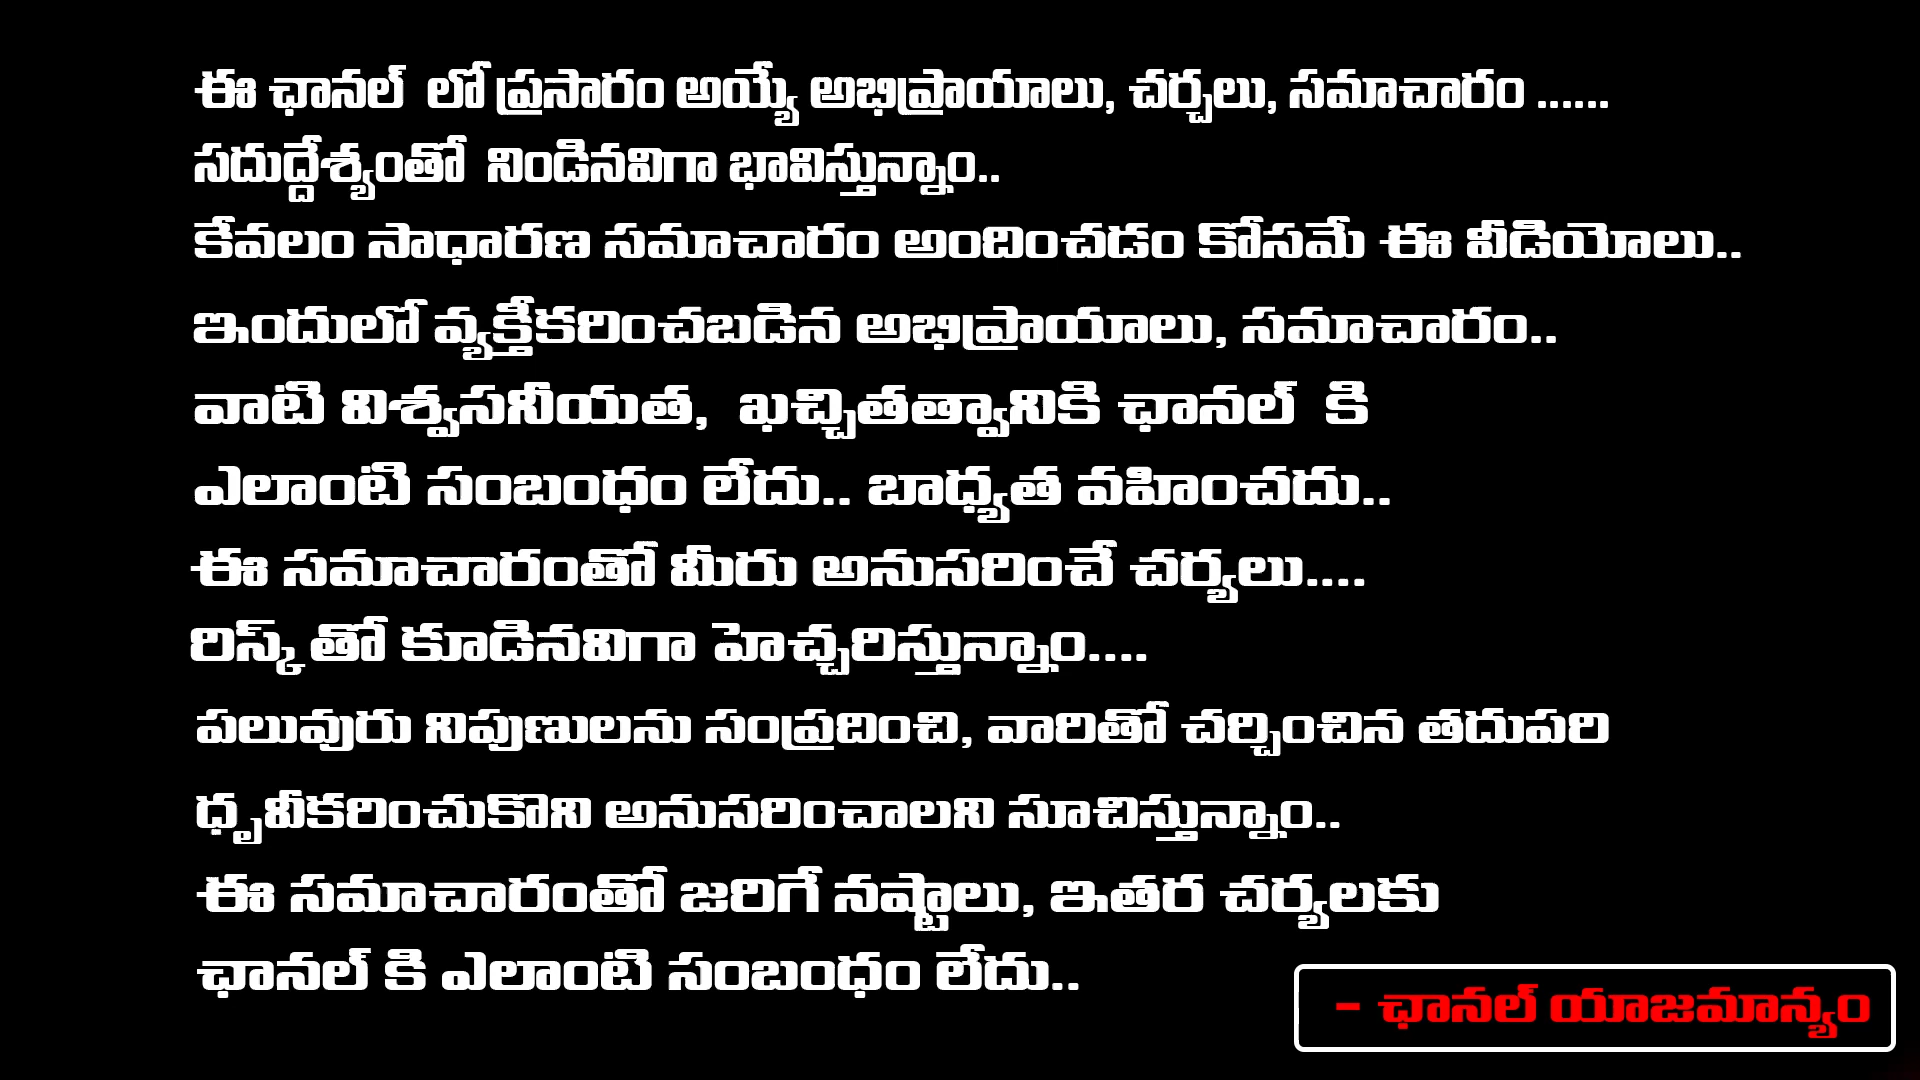 ఈ ఛానల్ లో ప్రసారం అయ్యే అభిప్రాయాలు, చర్చలు, సమాచారం ......
సదుద్దేశ్యంతో నిండినవిగా భావిస్తున్నాం..
కేవలం సాధారణ సమాచారం అందించడం కోసమే ఈ వీడియోలు..
ఇందులో వ్యక్తీకరించబడిన అభిప్రాయాలు, సమాచారం..
వాటి విశ్వసనీయత, ఖచ్చితత్వానికి ఛానల్ కి
ఎలాంటి సంబంధం లేదు.. బాధ్యత వహించదు..
ఈ సమాచారంతో మీరు అనుసరించే చర్యలు....
రిస్క్ తో కూడినవిగా హెచ్చరిస్తున్నాం....
పలువురు నిపుణులను సంప్రదించి, వారితో చర్చించిన తదుపరి
ధృవీకరించుకొని అనుసరించాలని సూచిస్తున్నాం..
ఈ సమాచారంతో జరిగే నష్టాలు, ఇతర చర్యలకు
ఛానల్ కి ఎలాంటి సంబంధం లేదు..
- ఛానల్ యాజమాన్యం